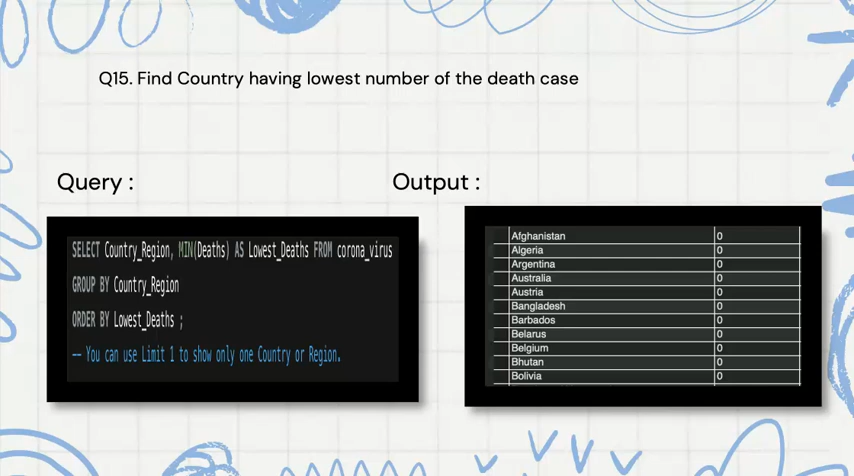 Q15. Find Country having lowest number of the death case
Query :
SELECT Country_Region, MIN(Deaths) AS Lowest_Deaths FROM corona_virus
GROUP BY Country_Region
ORDER BY Lowest_Deaths ;
-- You can use Limit 1 to show only one Country or Region.
Output :
Afghanistan 0
Algeria 0
Argentina 0
Australia 0
Austria 0
Bangladesh 0
Barbados 0
Belarus 0
Belgium 0
Bhutan 0
Bolivia 0